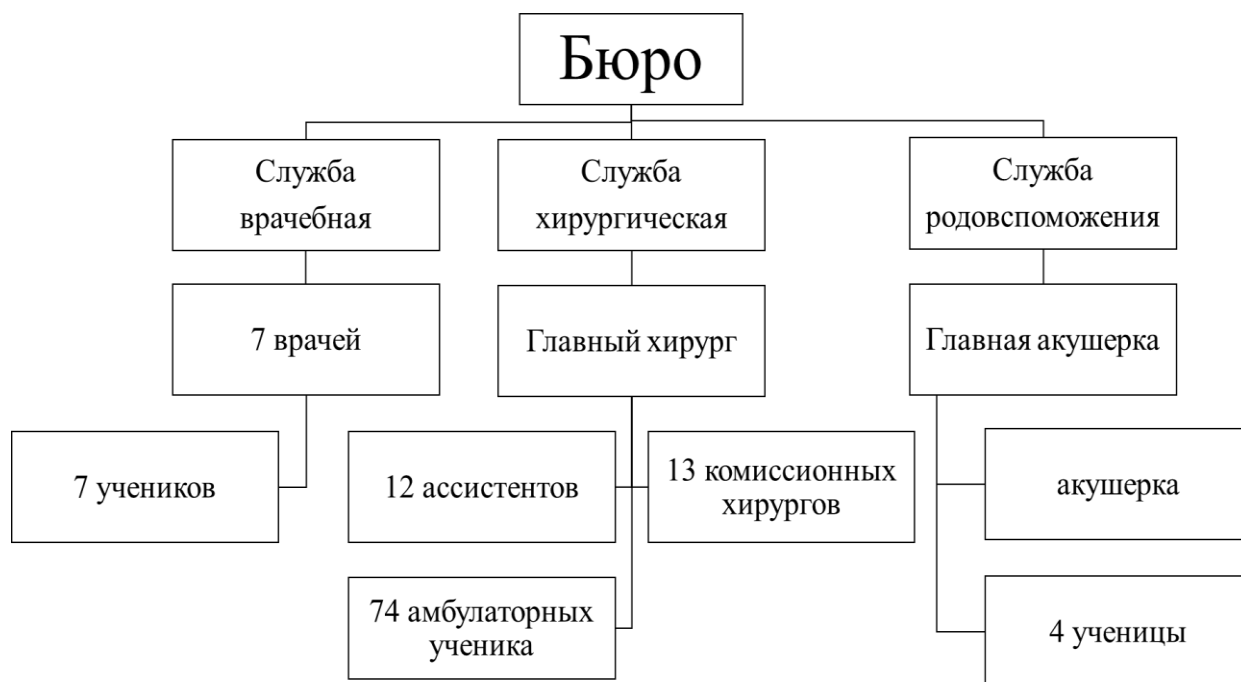 Бюро
Служба
врачебная
Служба
хирургическая
Служба
родовспоможения
7 врачей
Главный хирург
Главная акушерка
7 учеников
12 ассистентов
13 комиссионных
хирургов
акушерка
74 амбулаторных
ученика
4 ученицы